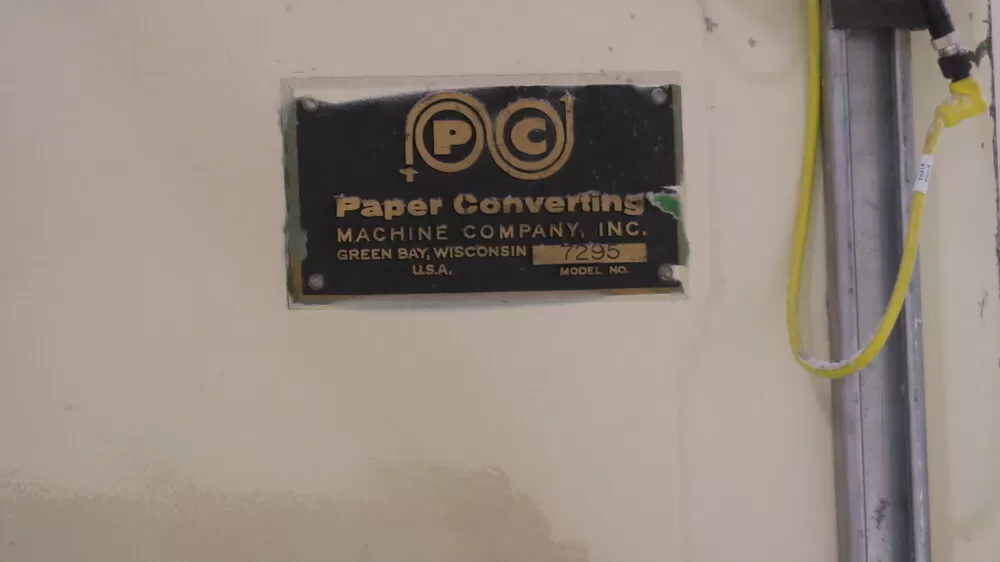 PC
Paper Converting
MACHINE COMPANY, INC.
GREEN BAY, WISCONSIN 7295
U.S.A. MODEL NO.